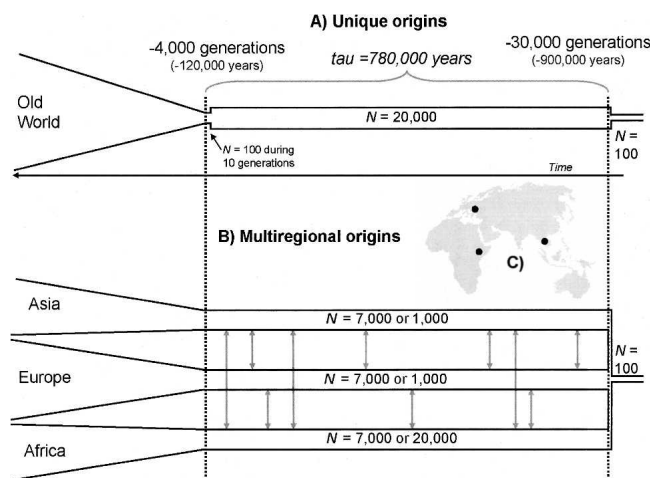 A) Unique origins
-4,000 generations
(-120,000 years)
tau =780,000 years
-30,000 generations
(-900,000 years)
Old
World
N = 20,000
N = 100 during
10 generations
N =
100
Time
B) Multiregional origins
C)
Asia
N = 7,000 or 1,000
N =
100
Europe
N = 7,000 or 1,000
Africa
N = 7,000 or 20,000